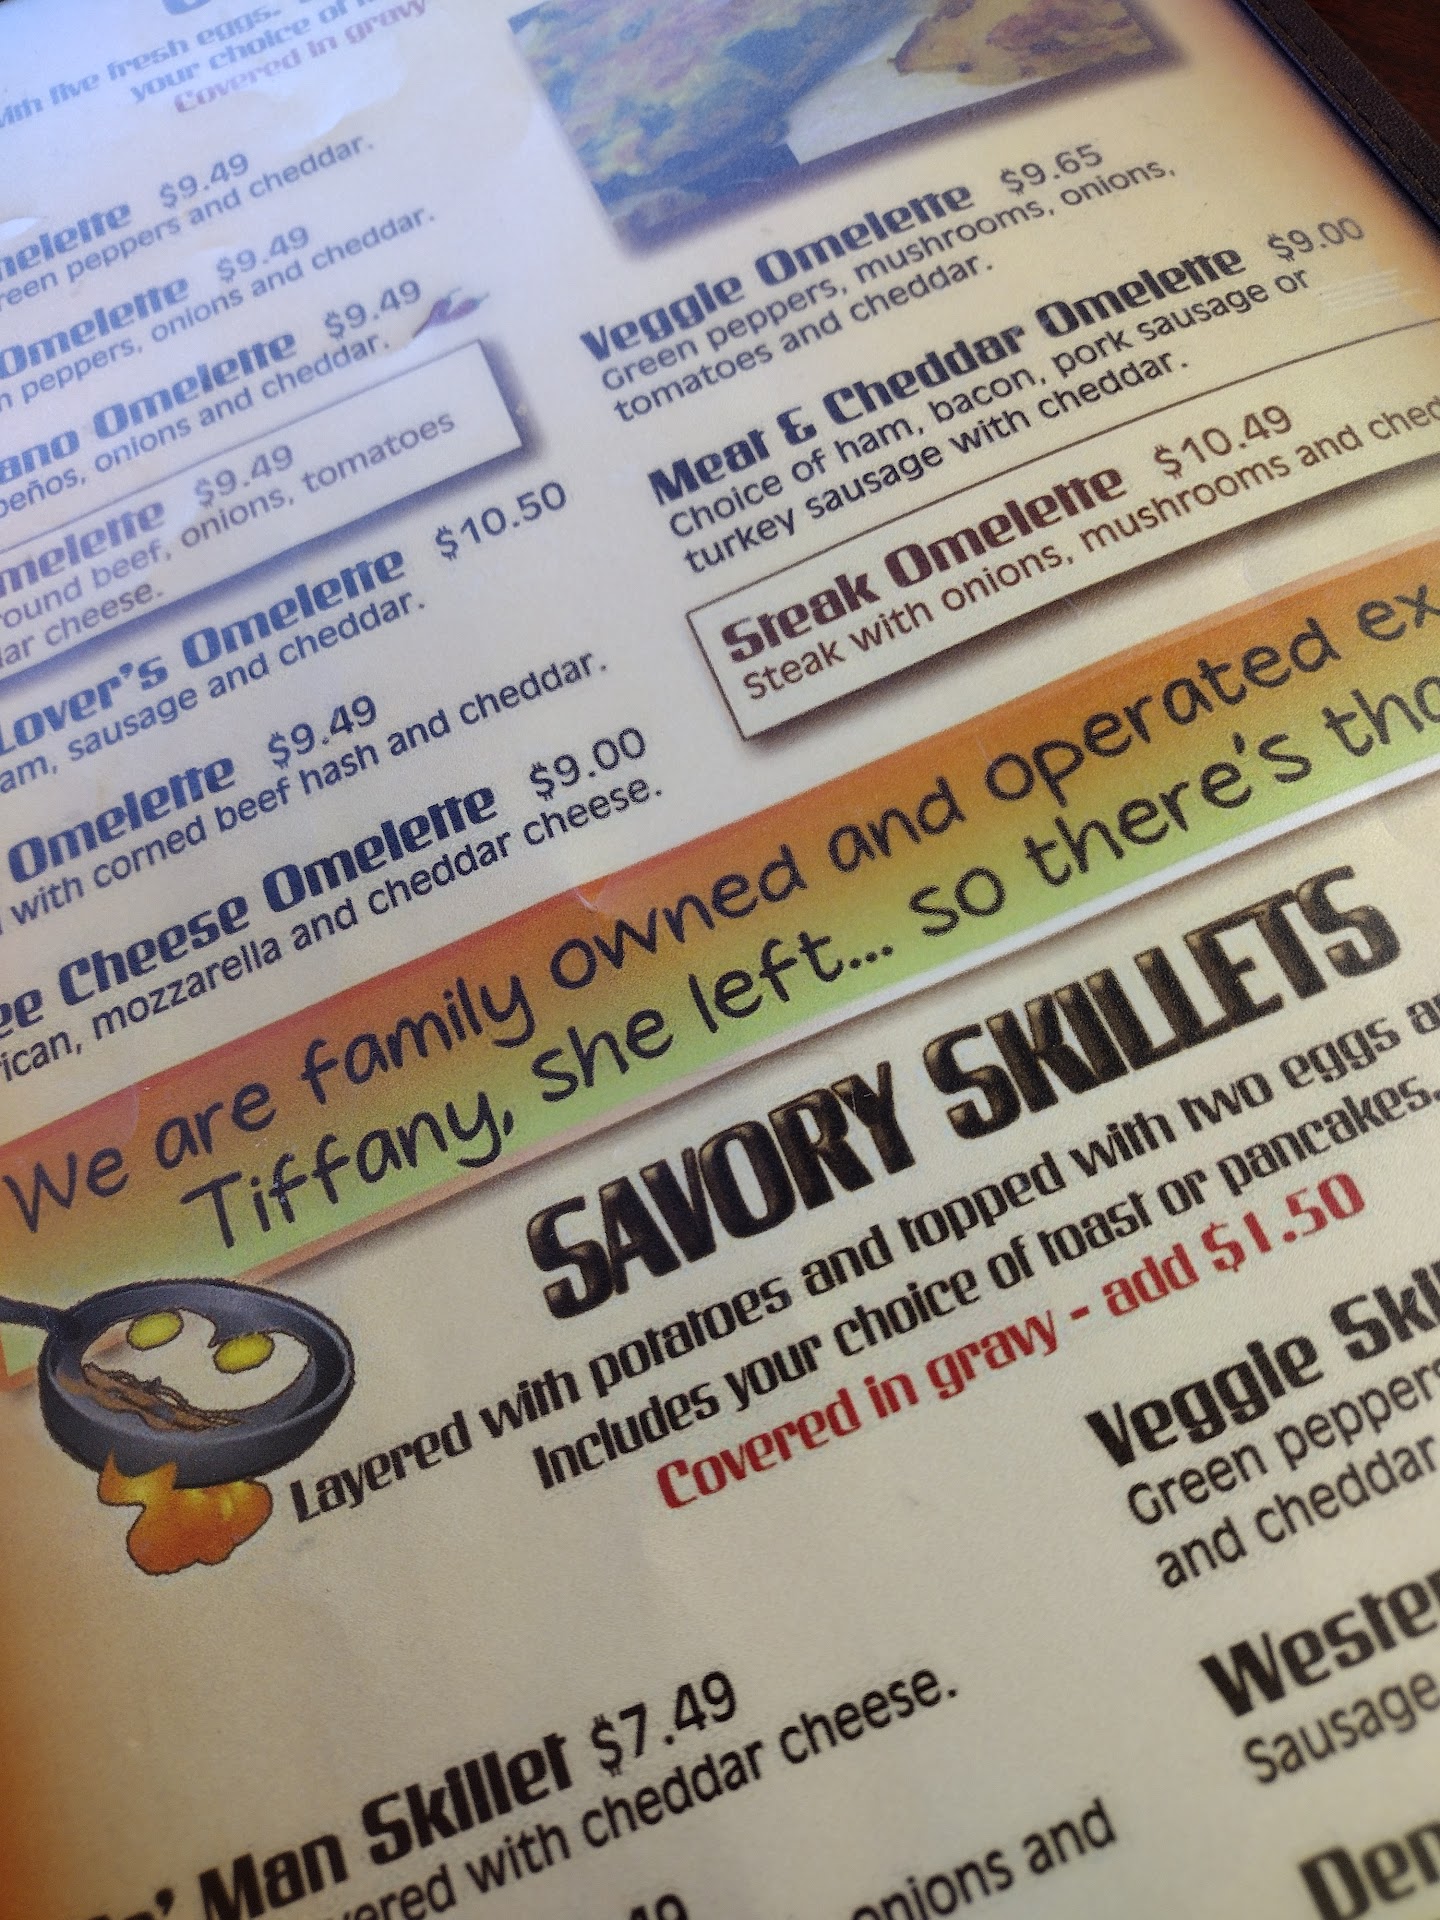 with five fresh eggs.
your choice of
Covered in gravy
$9.49
peppers and cheddar.
Omelette $9.49
peppers, onions and cheddar.
Omelette $9.49
onions and cheddar.
$9.49
beef, onions, tomatoes
cheese.
Lover's Omelette $10.50
sausage and cheddar.
Omelette $9.49
with corned beef hash and cheddar.
Cheese Omelette $9.00
mozzarella and cheddar cheese.
Veggie Omelette $9.65
Green peppers, mushrooms, onions,
tomatoes and cheddar.
Meat & Cheddar Omelette $9.00
Choice of ham, bacon, pork sausage or
turkey sausage with cheddar.
Steak Omelette $10.49
Steak with onions, mushrooms and
We are family owned and operated
Tiffany, she left... so there's
SAVORY SKILLETS
Layered with potatoes and topped with two eggs
Includes your choice of toast or pancakes.
Covered in gravy - add $1.50
Man Skillet $7.49
with cheddar cheese.
onions and
Veggie
Green peppers
and cheddar
Sausage